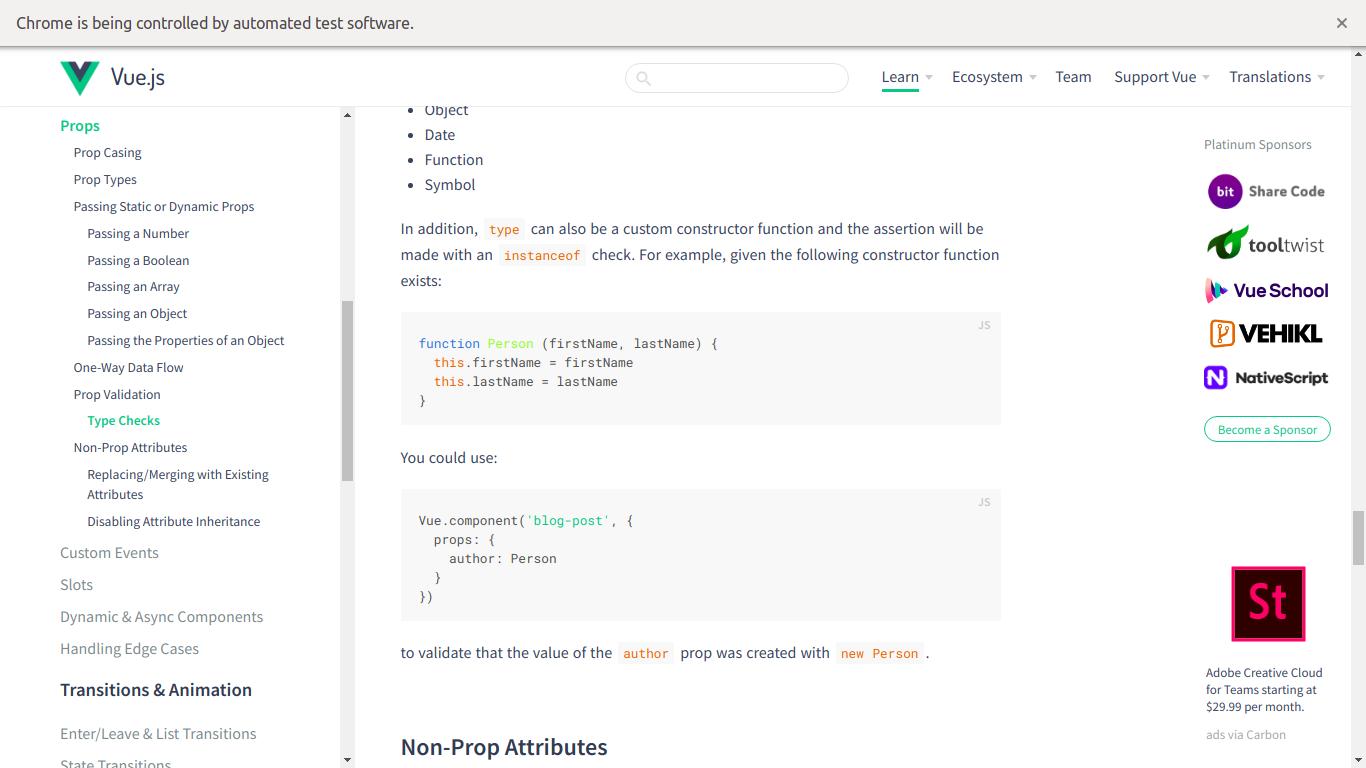 Chrome is being controlled by automated test software.
Vue.js
Learn
Ecosystem
Team
Support Vue
Translations
Props
Prop Casing
Prop Types
Passing Static or Dynamic Props
Passing a Number
Passing a Boolean
Passing an Array
Passing an Object
Passing the Properties of an Object
One-Way Data Flow
Prop Validation
Type Checks
Non-Prop Attributes
Replacing/Merging with Existing
Attributes
Disabling Attribute Inheritance
Custom Events
Slots
Dynamic & Async Components
Handling Edge Cases
Transitions & Animation
Enter/Leave & List Transitions
State Transitions
Object
Date
Function
Symbol
In addition, type can also be a custom constructor function and the assertion will be
made with an instanceof check. For example, given the following constructor function
exists:
JS
function Person (firstName, lastName) {
  this.firstName = firstName
  this.lastName = lastName
}
You could use:
JS
Vue.component('blog-post', {
  props: {
    author: Person
  }
})
to validate that the value of the author prop was created with new Person.
Non-Prop Attributes
Platinum Sponsors
bit Share Code
tooltwist
Vue School
VEHIKL
N NativeScript
Become a Sponsor
St
Adobe Creative Cloud
for Teams starting at
$29.99 per month.
ads via Carbon